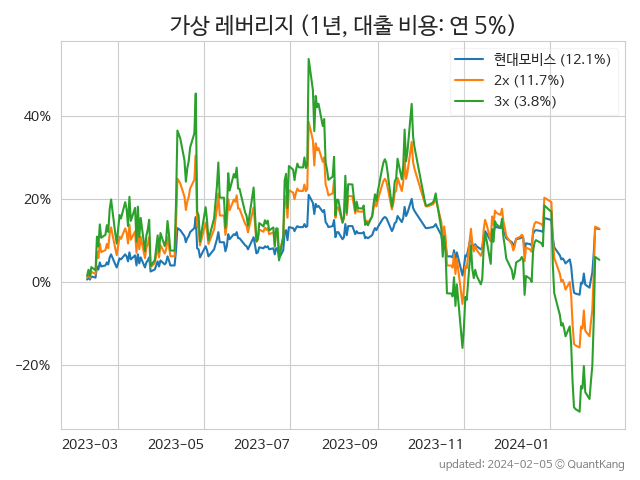 가상 레버리지 (1년, 대출 비용: 연 5%)
현대모비스 (12.1%)
2x (11.7%)
3x (3.8%)
40%
20%
0%
−20%
2023-03 2023-05 2023-07 2023-09 2023-11 2024-01
updated: 2024-02-05 © QuantKang